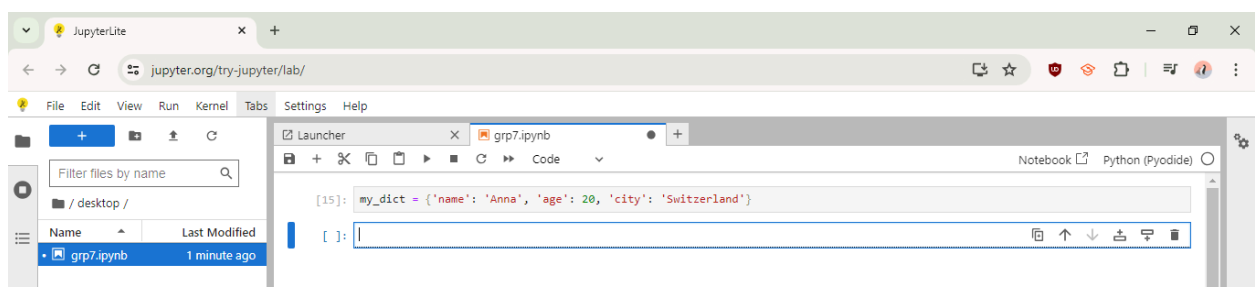 JupyterLite
jupyter.org/try-jupyter/lab/
File Edit View Run Kernel Tabs Settings Help
Launcher grp7.ipynb
Code Notebook Python (Pyodide)
Filter files by name
/ desktop /
Name Last Modified
grp7.ipynb 1 minute ago
[15]: my_dict = {'name': 'Anna', 'age': 20, 'city': 'Switzerland'}
[ ]: